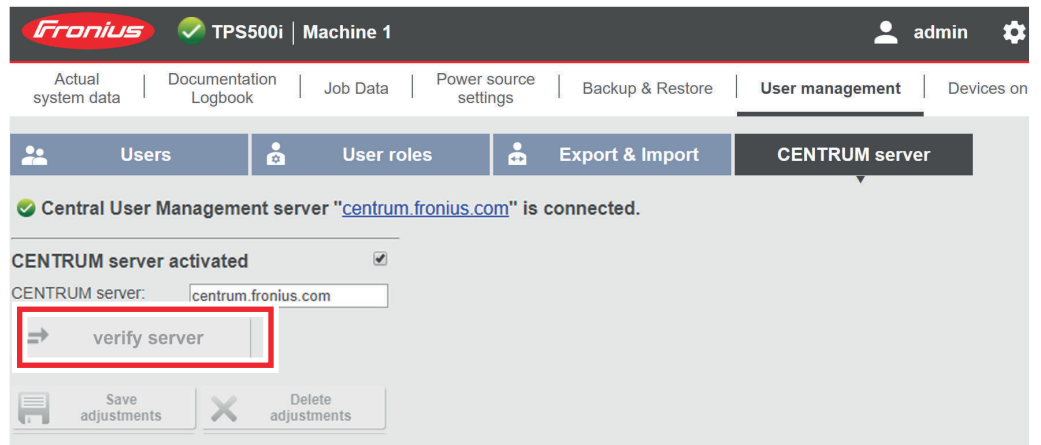 Fronius TPS500i | Machine 1 admin
Actual system data | Documentation Logbook | Job Data | Power source settings | Backup & Restore | User management | Devices on
Users User roles Export & Import CENTRUM server
Central User Management server "centrum.fronius.com" is connected.
CENTRUM server activated
CENTRUM server: centrum.fronius.com
verify server
Save adjustments Delete adjustments